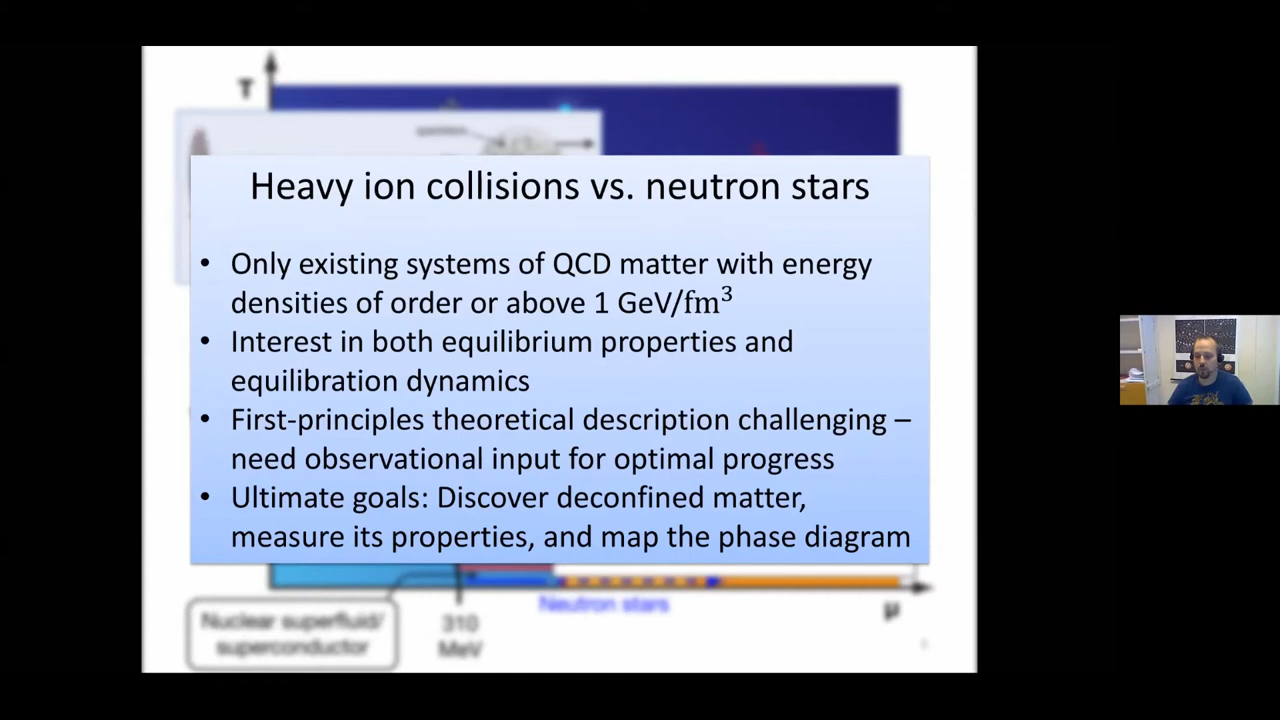 T
Heavy ion collisions vs. neutron stars
• Only existing systems of QCD matter with energy
densities of order or above 1 GeV/fm³
• Interest in both equilibrium properties and
equilibration dynamics
• First-principles theoretical description challenging –
need observational input for optimal progress
• Ultimate goals: Discover deconfined matter,
measure its properties, and map the phase diagram
Neutron stars
μ
Nuclear superfluid/
superconductor
310
MeV